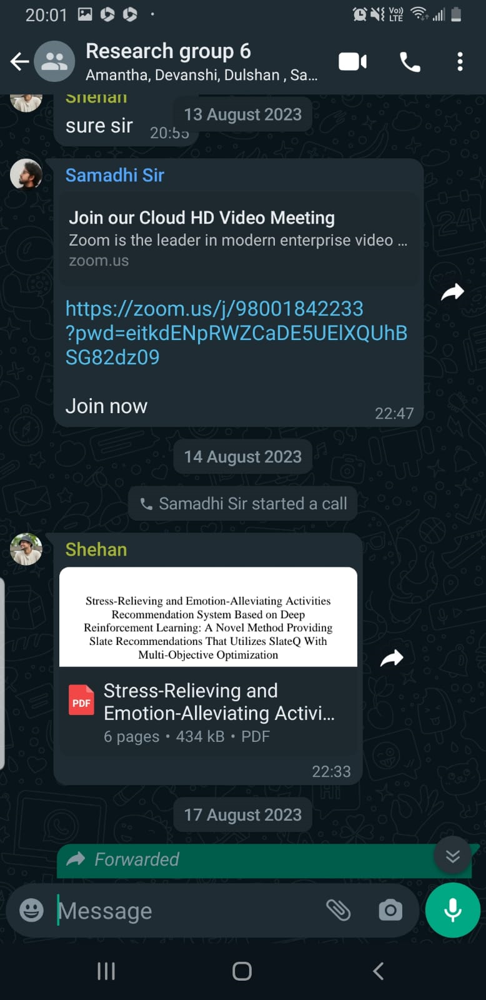 20:01
Vo)) LTE
Research group 6
Amantha, Devanshi, Dulshan , Sa...
Shehan
13 August 2023
sure sir 20:55
Samadhi Sir
Join our Cloud HD Video Meeting
Zoom is the leader in modern enterprise video ...
zoom.us
https://zoom.us/j/98001842233
?pwd=eitkdENpRWZCaDE5UElXQUhB
SG82dz09
Join now
22:47
14 August 2023
Samadhi Sir started a call
Shehan
Stress-Relieving and Emotion-Alleviating Activities
Recommendation System Based on Deep
Reinforcement Learning: A Novel Method Providing
Slate Recommendations That Utilizes SlateQ With
Multi-Objective Optimization
PDF
Stress-Relieving and
Emotion-Alleviating Activi...
6 pages • 434 kB • PDF
22:33
17 August 2023
Forwarded
Message